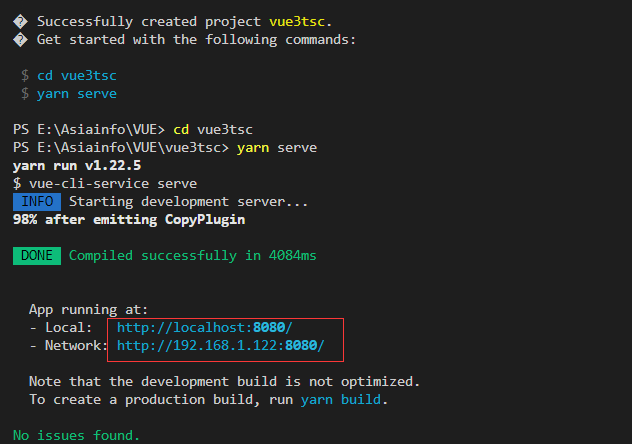 � Successfully created project vue3tsc.
� Get started with the following commands:
$ cd vue3tsc
$ yarn serve
PS E:\Asiainfo\VUE> cd vue3tsc
PS E:\Asiainfo\VUE\vue3tsc> yarn serve
yarn run v1.22.5
$ vue-cli-service serve
INFO Starting development server...
98% after emitting CopyPlugin
DONE Compiled successfully in 4084ms
App running at:
- Local: http://localhost:8080/
- Network: http://192.168.1.122:8080/
Note that the development build is not optimized.
To create a production build, run yarn build.
No issues found.